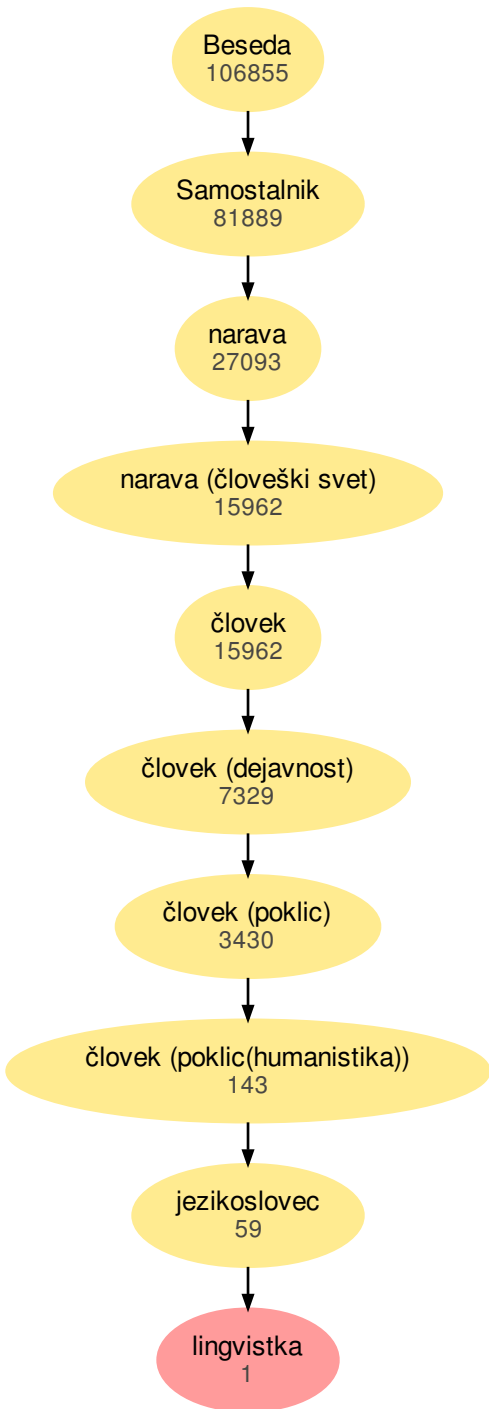 Beseda
106855
Samostalnik
81889
narava
27093
narava (človeški svet)
15962
človek
15962
človek (dejavnost)
7329
človek (poklic)
3430
človek (poklic(humanistika))
143
jezikoslovec
59
lingvistka
1